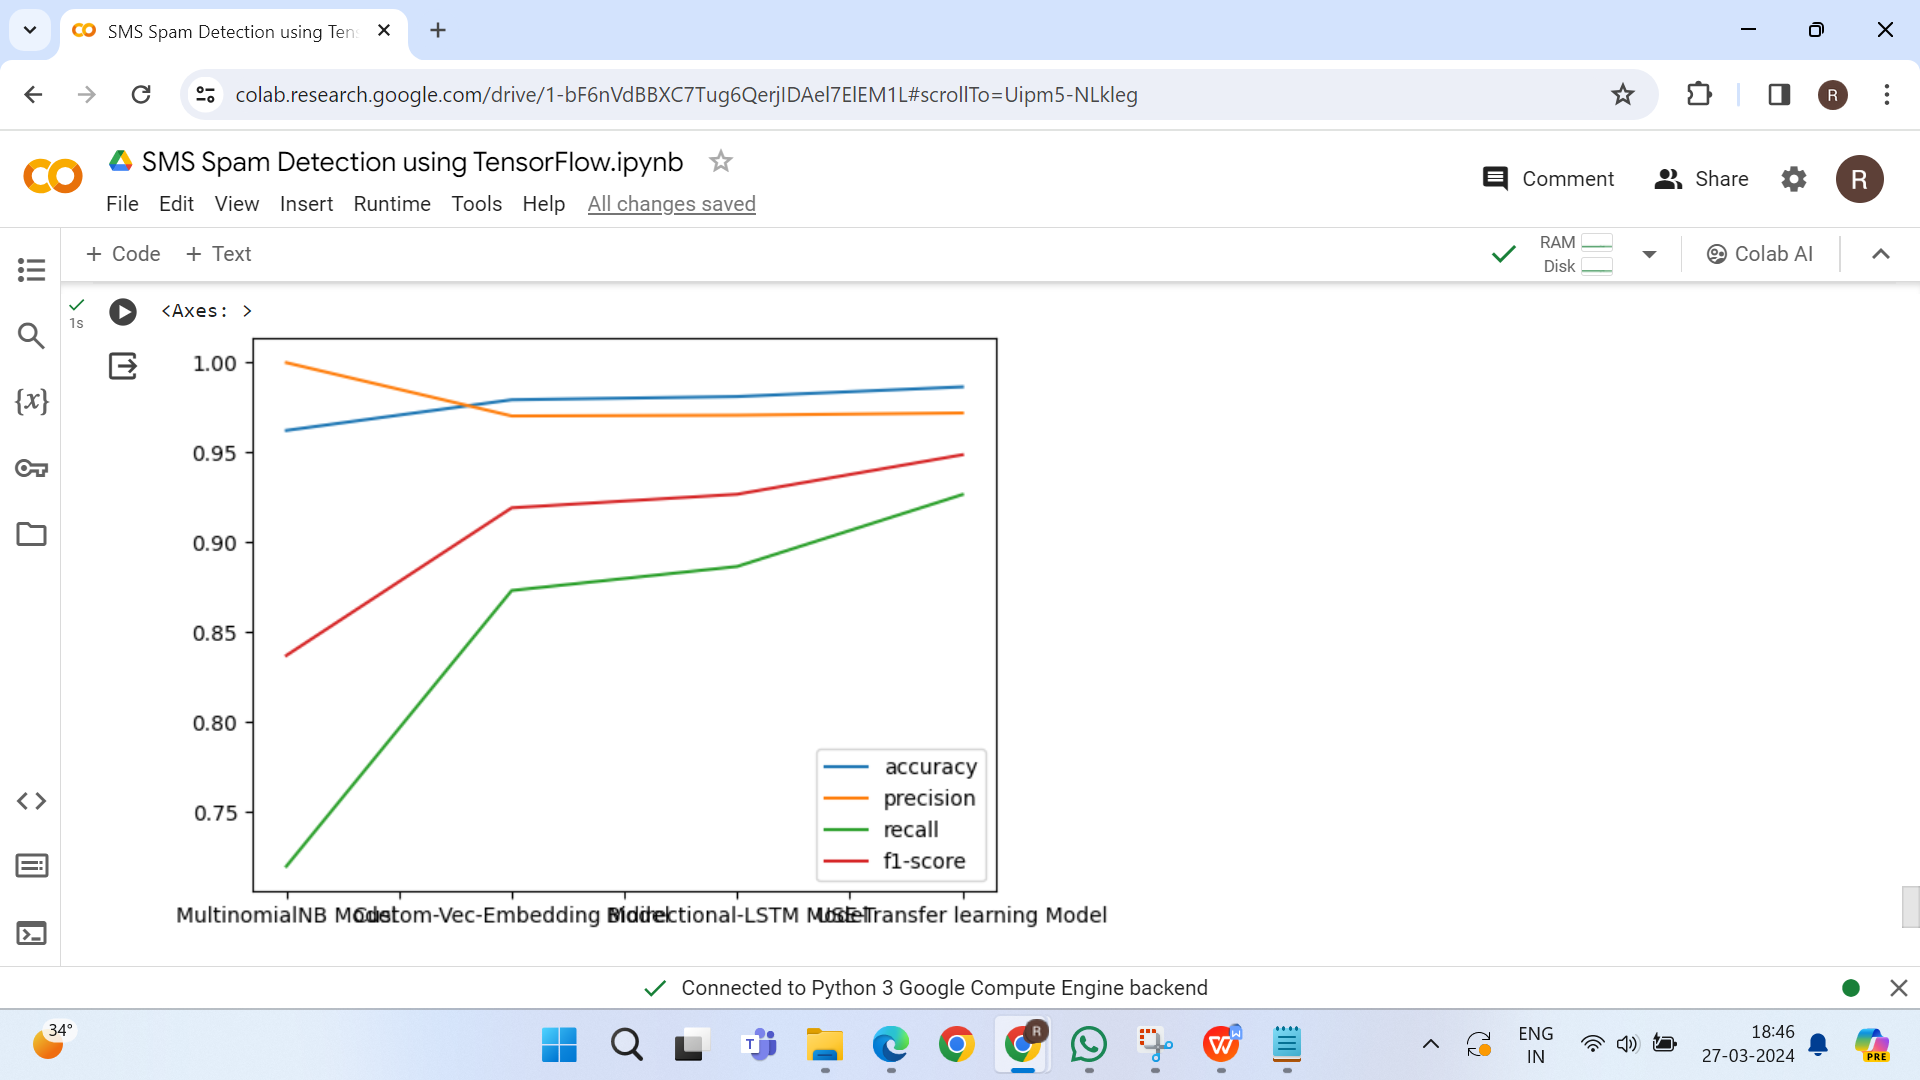 SMS Spam Detection using Ten
colab.research.google.com/drive/1-bF6nVdBBXC7Tug6QerjIDAel7ElEM1L#scrollTo=Uipm5-NLkleg
R
SMS Spam Detection using TensorFlow.ipynb
Comment
Share
R
File Edit View Insert Runtime Tools Help All changes saved
+ Code + Text
RAM
Disk
Colab AI
1s
<Axes: >
{x}
1.00
0.95
0.90
0.85
0.80
0.75
accuracy
precision
recall
f1-score
MultinomialNB Model Custom-Vec-Embedding Model Bidirectional-LSTM Model USE-Transfer learning Model
Connected to Python 3 Google Compute Engine backend
34°
T
R
W
W
ENG
IN
18:46
27-03-2024
PRE